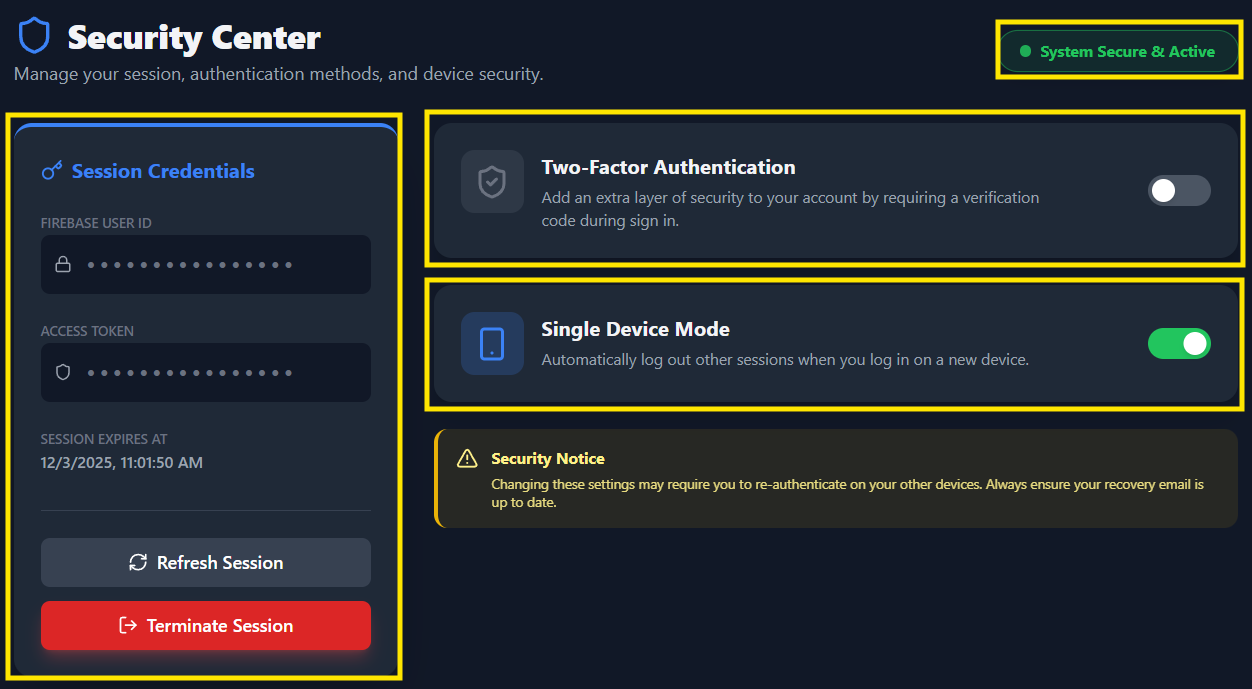 Security Center
Manage your session, authentication methods, and device security.
System Secure & Active
Session Credentials
FIREBASE USER ID
••••••••••••••••
ACCESS TOKEN
••••••••••••••••
SESSION EXPIRES AT
12/3/2025, 11:01:50 AM
Refresh Session
Terminate Session
Two-Factor Authentication
Add an extra layer of security to your account by requiring a verification
code during sign in.
Single Device Mode
Automatically log out other sessions when you log in on a new device.
Security Notice
Changing these settings may require you to re-authenticate on your other devices. Always ensure your recovery email is
up to date.